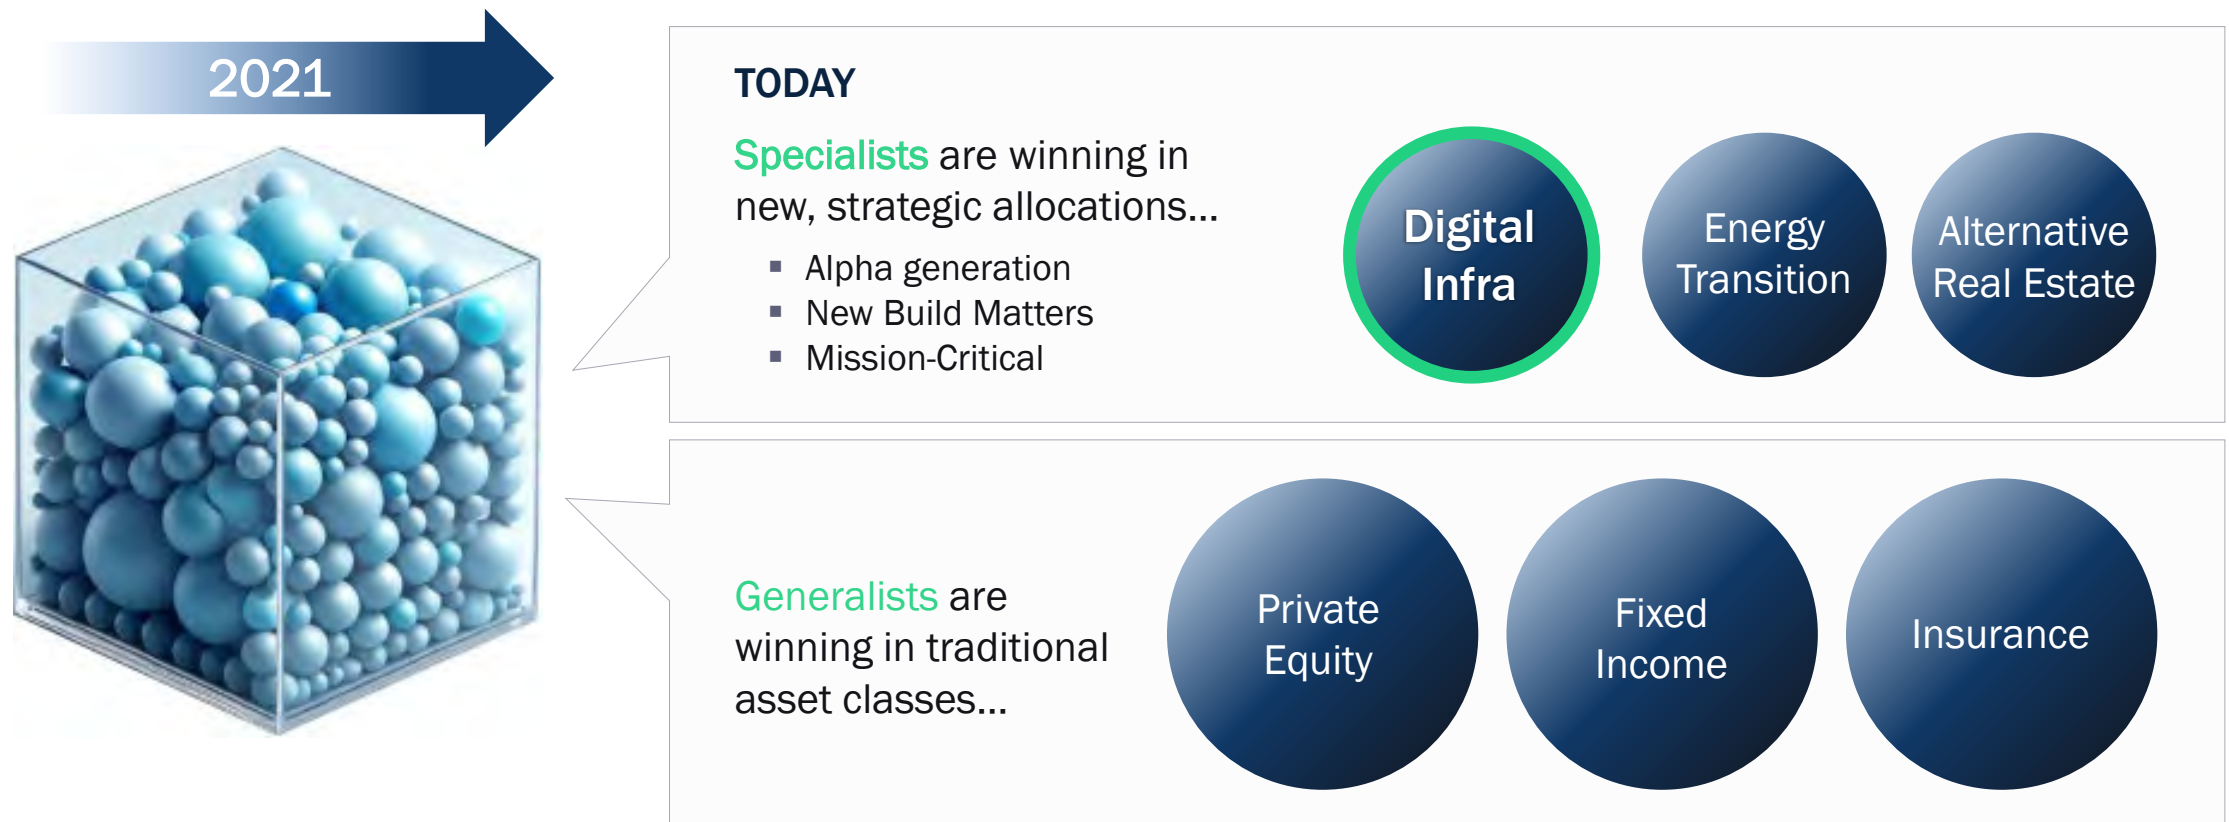 2021
TODAY
Specialists are winning in
new, strategic allocations...
▪ Alpha generation
▪ New Build Matters
▪ Mission-Critical
Digital
Infra
Energy
Transition
Alternative
Real Estate
Generalists are
winning in traditional
asset classes...
Private
Equity
Fixed
Income
Insurance